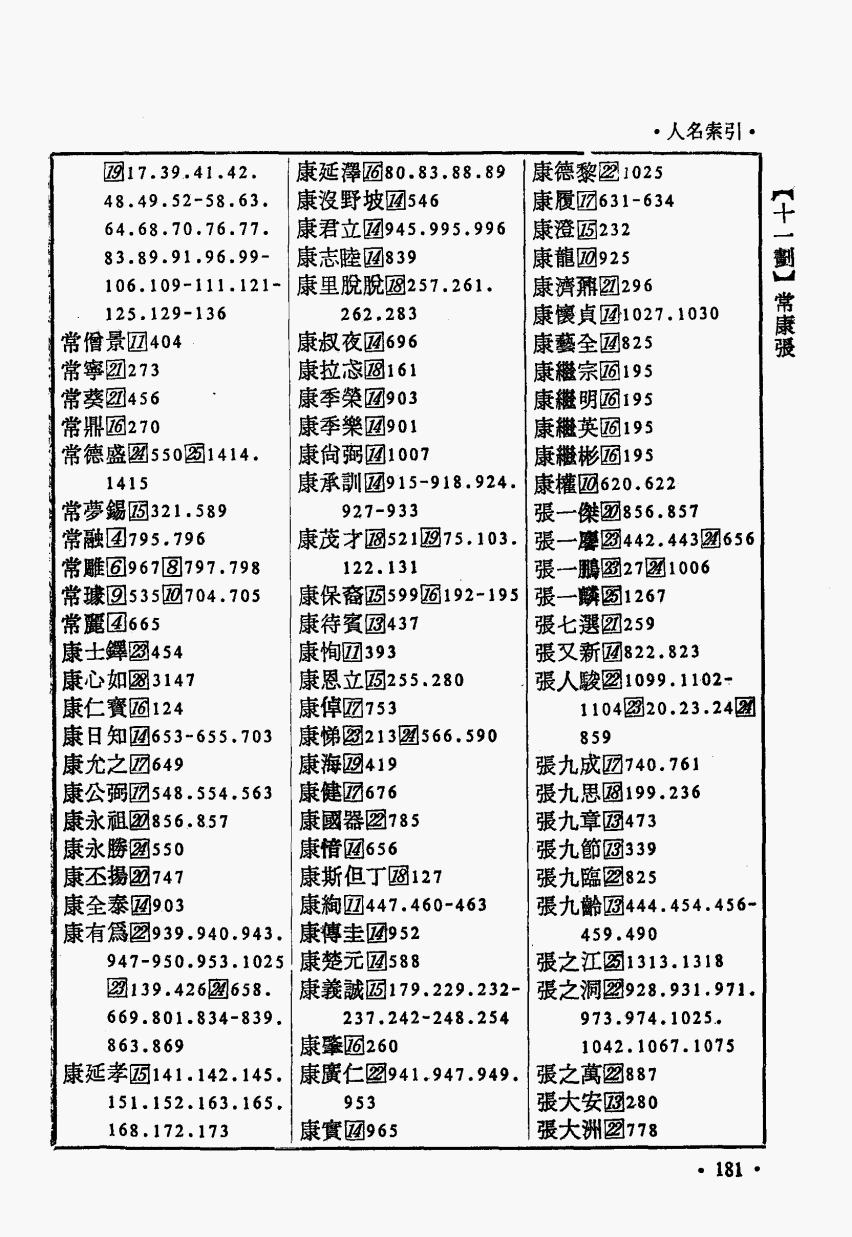 ·人名索引·
【十一劃】常康張
[19]17.39.41.42.
48.49.52-58.63.
64.68.70.76.77.
83.89.91.96.99-
106.109-111.121-
125.129-136
常僧景[11]404
常寧[21]273
常葵[21]456
常鼎[16]270
常德盛[24]550[25]1414.
1415
常夢錫[15]321.589
常融[4]795.796
常雕[6]967[8]797.798
常璩[9]535[10]704.705
常麗[4]665
康士鐸[23]454
康心如[28]3147
康仁寶[16]124
康日知[14]653-655.703
康允之[17]649
康公弼[17]548.554.563
康永祖[20]856.857
康永勝[24]550
康丕揚[20]747
康全泰[14]903
康有爲[22]939.940.943.
947-950.953.1025
[23]139.426[24]658.
669.801.834-839.
863.869
康延孝[15]141.142.145.
151.152.163.165.
168.172.173
康延澤[16]80.83.88.89
康沒野坡[14]546
康君立[14]945.995.996
康志睦[14]839
康里脫脫[18]257.261.
262.283
康叔夜[14]696
康拉忞[18]161
康季榮[14]903
康季樂[14]901
康尙弼[14]1007
康承訓[14]915-918.924.
927-933
康茂才[18]521[19]75.103.
122.131
康保裔[15]599[16]192-195
康待賓[13]437
康恂[11]393
康恩立[15]255.280
康倬[17]753
康悌[23]213[24]566.590
康海[19]419
康健[17]676
康國器[22]785
康愔[14]656
康斯但丁[18]127
康絢[11]447.460-463
康傳圭[14]952
康楚元[14]588
康義誠[15]179.229.232-
237.242-248.254
康肇[16]260
康廣仁[22]941.947.949.
953
康實[14]965
康德黎[22]1025
康履[17]631-634
康澄[15]232
康龍[10]925
康濟鼐[21]296
康懷貞[14]1027.1030
康藝全[14]825
康繼宗[16]195
康繼明[16]195
康繼英[16]195
康繼彬[16]195
康權[10]620.622
張一傑[20]856.857
張一麐[23]442.443[24]656
張一鵬[23]27[24]1006
張一麟[25]1267
張七選[21]259
張又新[14]822.823
張人駿[22]1099.1102-
1104[23]20.23.24[24]
859
張九成[17]740.761
張九思[18]199.236
張九章[13]473
張九節[13]339
張九臨[22]825
張九齡[13]444.454.456-
459.490
張之江[25]1313.1318
張之洞[22]928.931.971.
973.974.1025.
1042.1067.1075
張之萬[22]887
張大安[13]280
張大洲[22]778
·181·